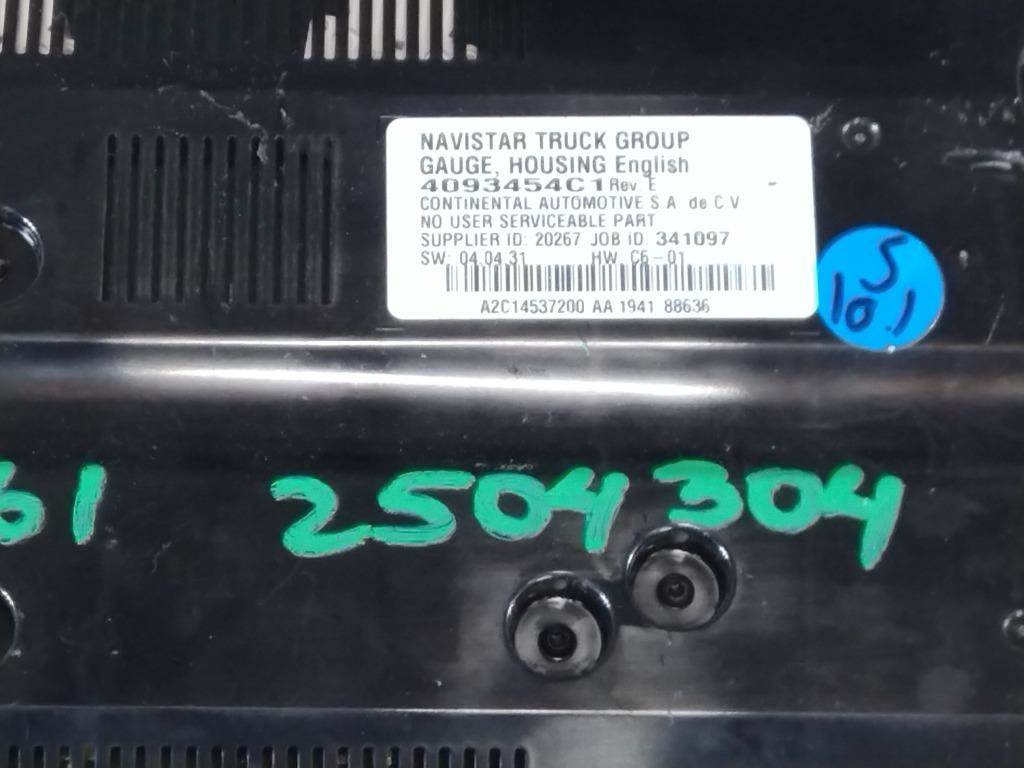 NAVISTAR TRUCK GROUP
GAUGE, HOUSING English
4093454C1 Rev E
CONTINENTAL AUTOMOTIVE S.A. de C.V
NO USER SERVICEABLE PART
SUPPLIER ID: 20267 JOB ID: 341097
SW: 04.04.31 HW C6-01
A2C14537200 AA 1941 88636
5
10.1
61 2504304